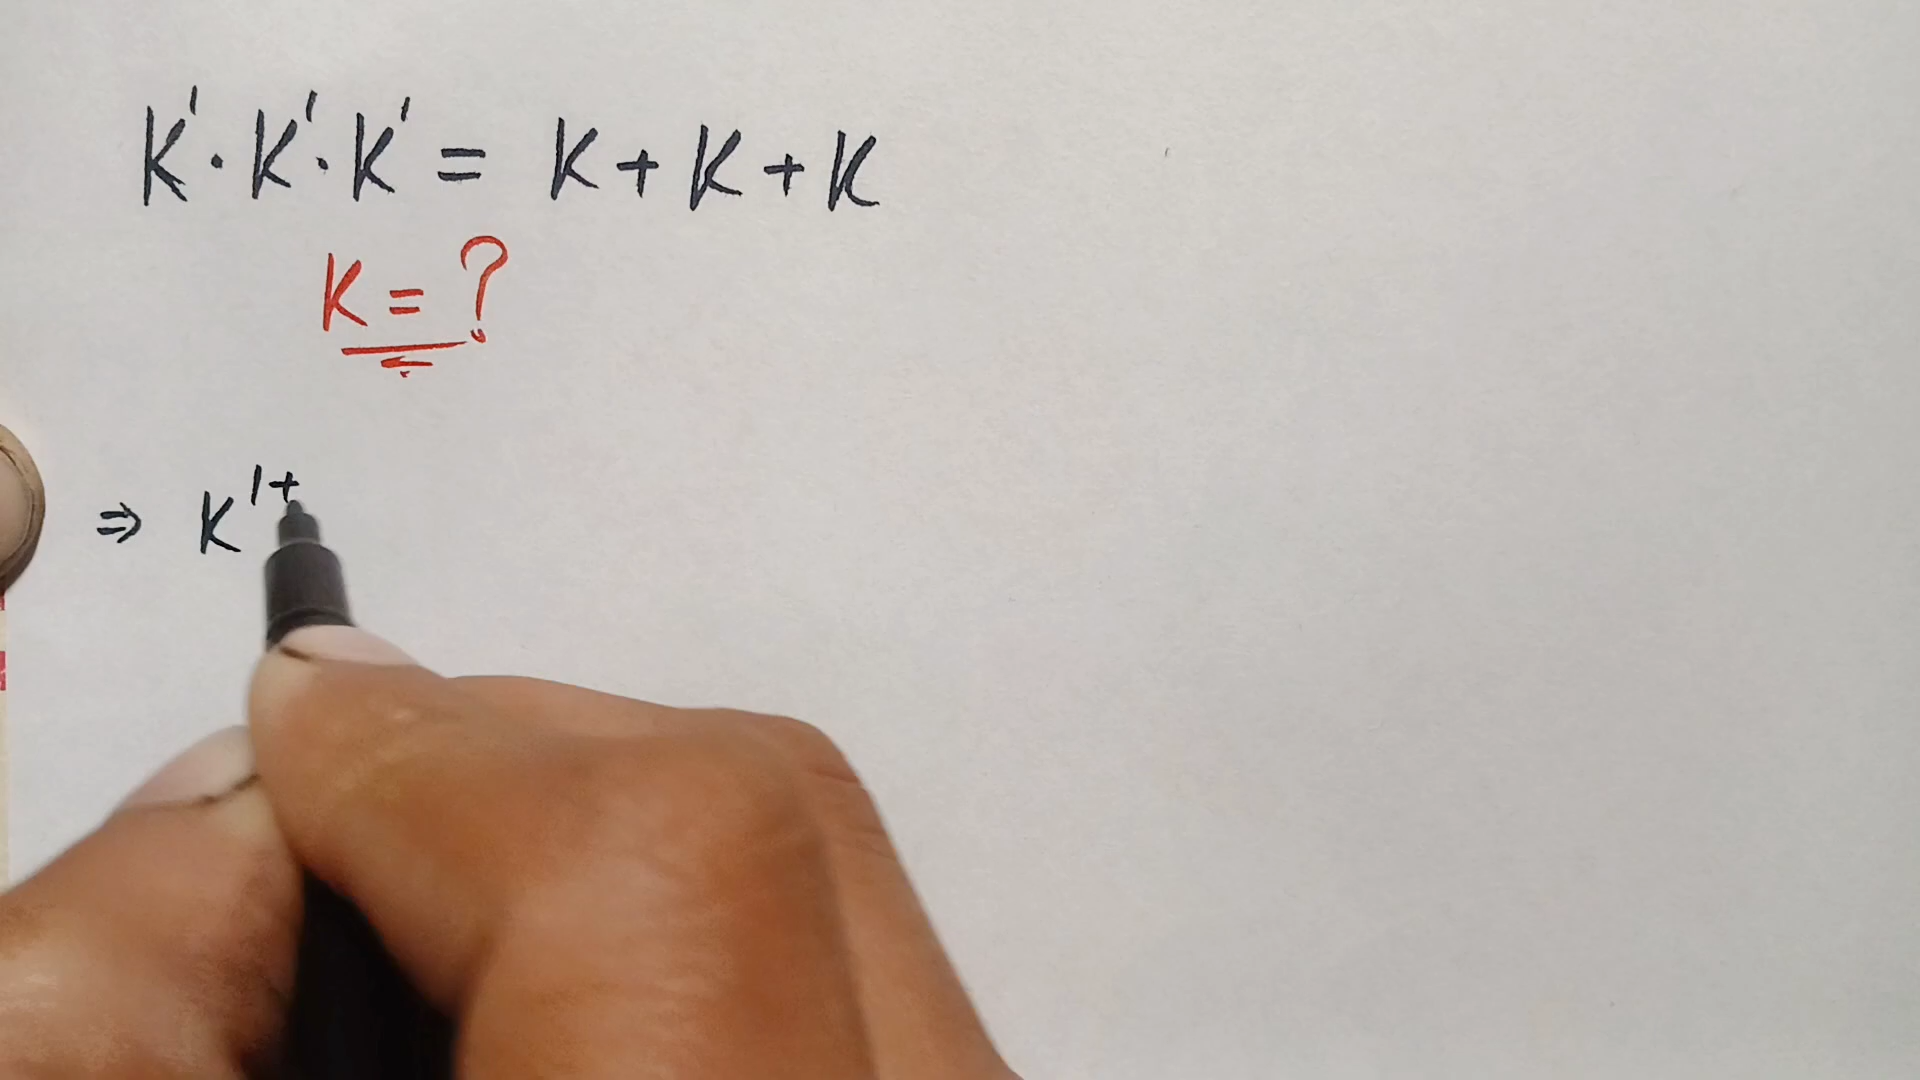 K¹ · K¹ · K¹ = K + K + K
K = ?
⇒ K¹⁺